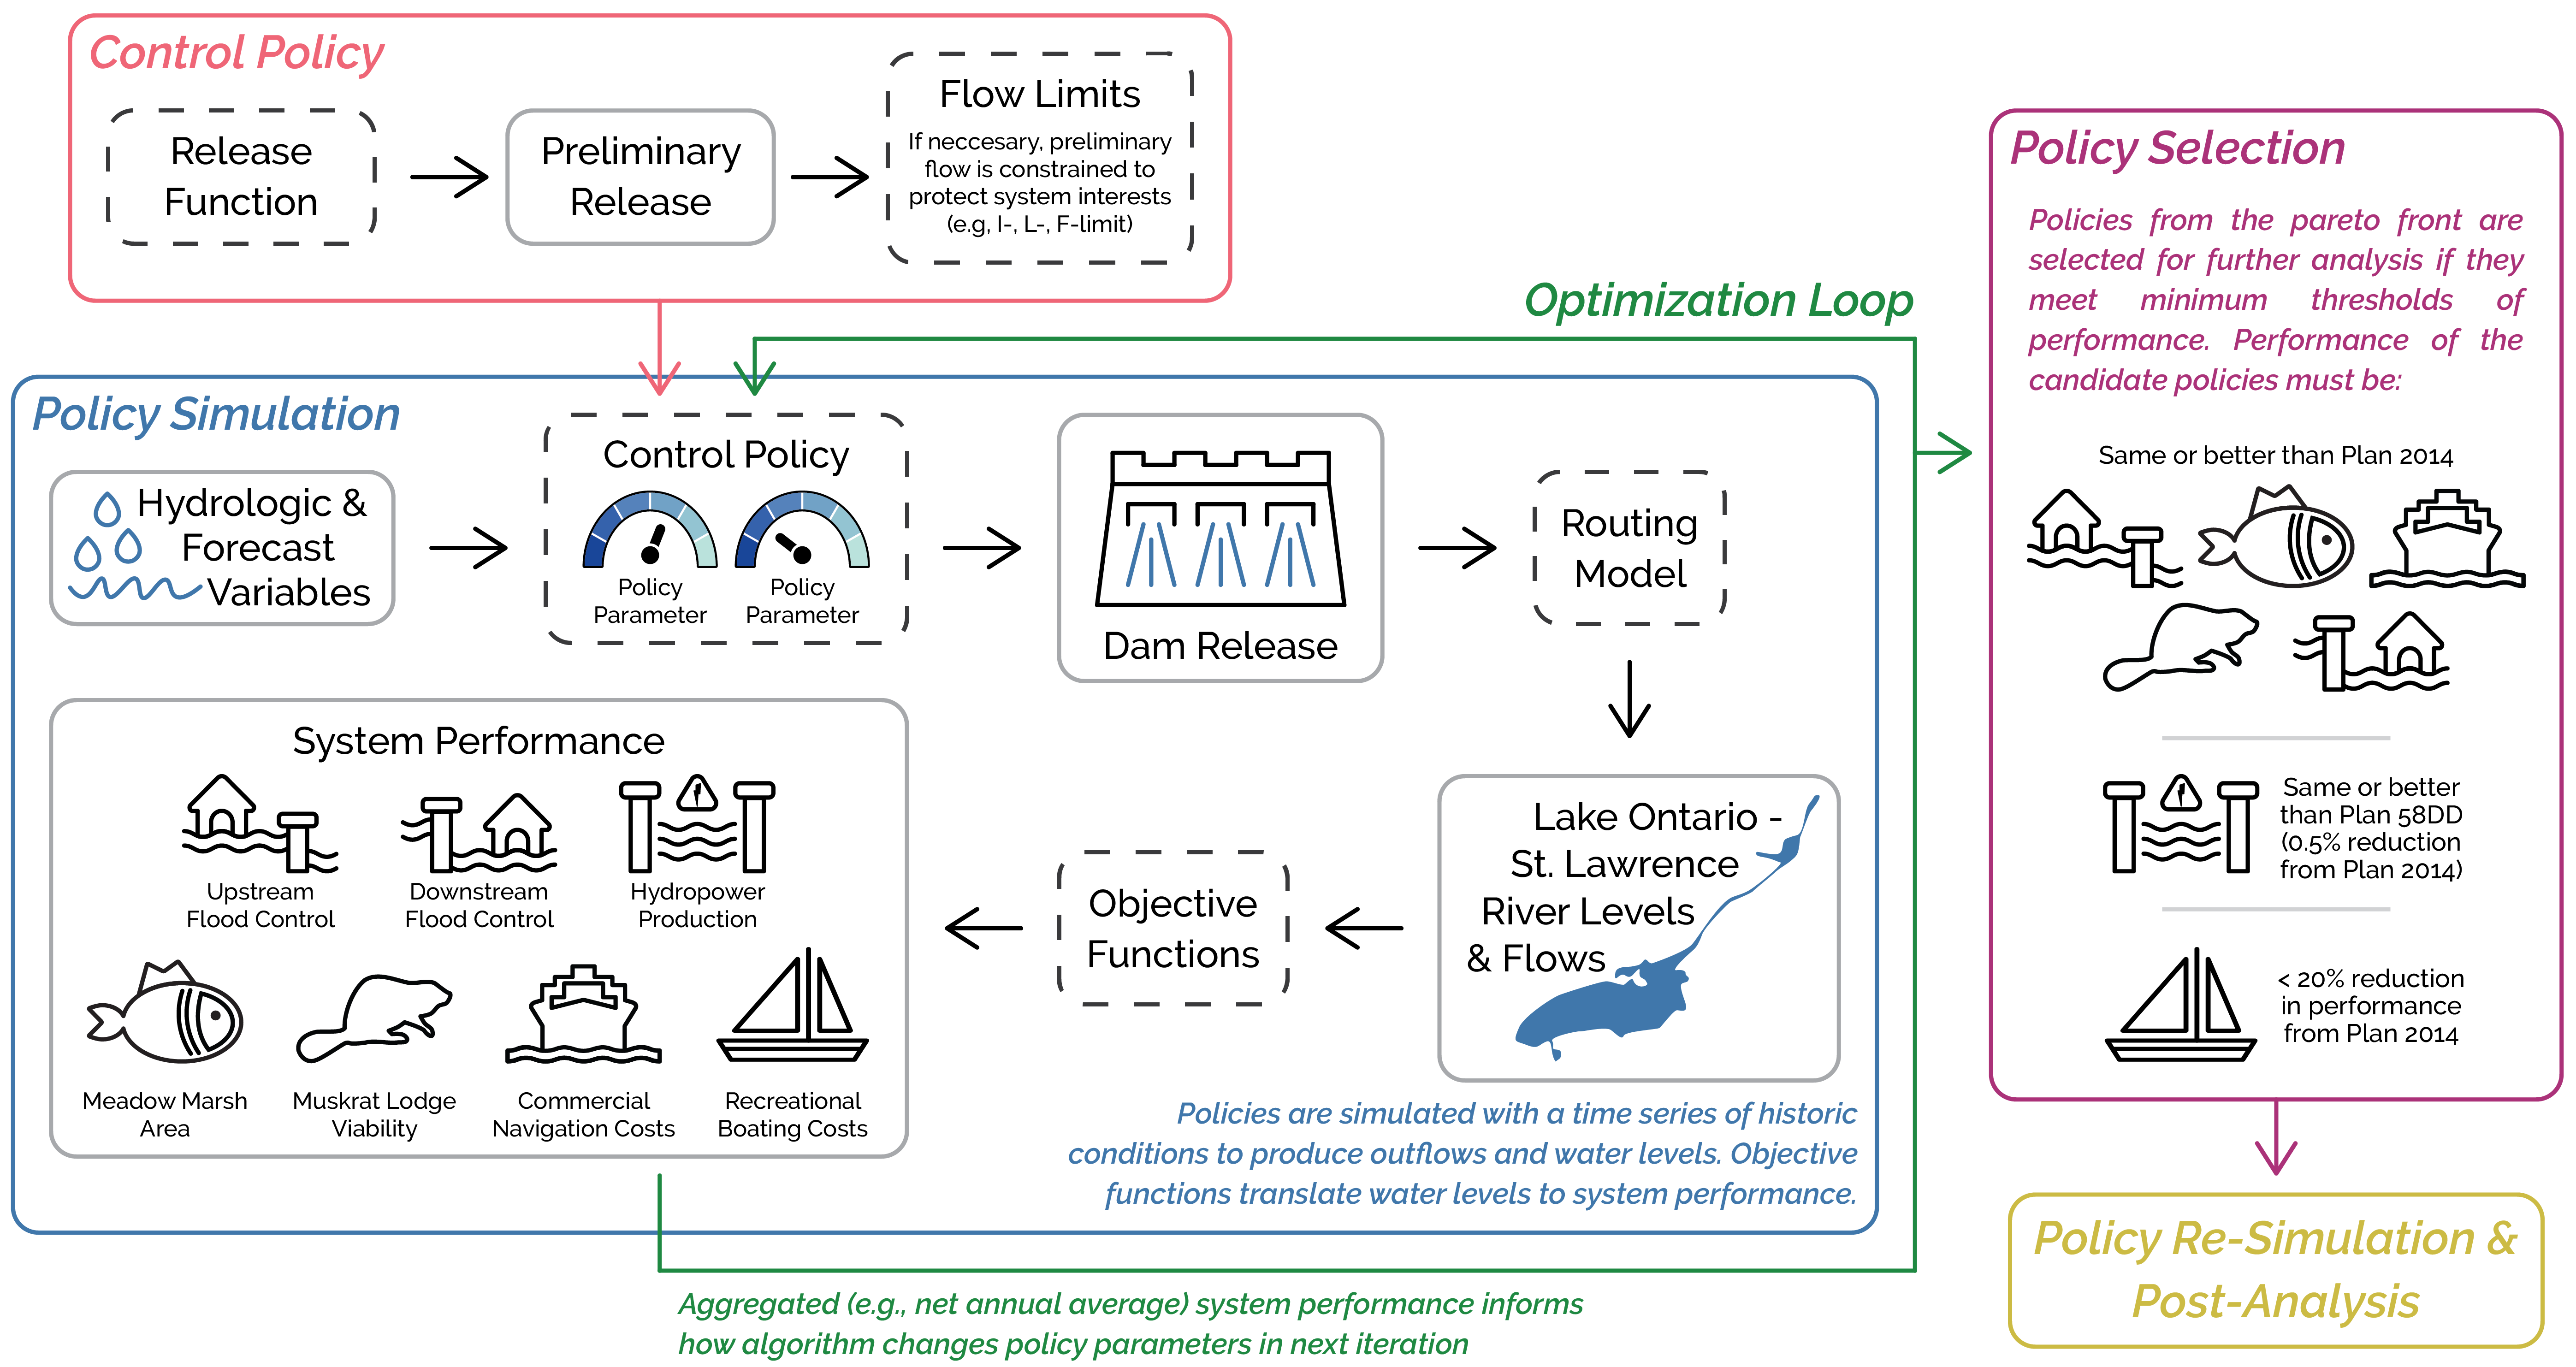 Control Policy
Release
Function
Preliminary
Release
Flow Limits
If neccesary, preliminary
flow is constrained to
protect system interests
(e.g, I-, L-, F-limit)
Optimization Loop
Policy Simulation
Hydrologic &
Forecast
Variables
Control Policy
Policy
Parameter
Policy
Parameter
Dam Release
Routing
Model
Lake Ontario -
St. Lawrence
River Levels
& Flows
Objective
Functions
System Performance
Upstream
Flood Control
Downstream
Flood Control
Hydropower
Production
Meadow Marsh
Area
Muskrat Lodge
Viability
Commercial
Navigation Costs
Recreational
Boating Costs
Policies are simulated with a time series of historic
conditions to produce outflows and water levels. Objective
functions translate water levels to system performance.
Aggregated (e.g., net annual average) system performance informs
how algorithm changes policy parameters in next iteration
Policy Selection
Policies from the pareto front are
selected for further analysis if they
meet minimum thresholds of
performance. Performance of the
candidate policies must be:
Same or better than Plan 2014
Same or better
than Plan 58DD
(0.5% reduction
from Plan 2014)
< 20% reduction
in performance
from Plan 2014
Policy Re-Simulation &
Post-Analysis